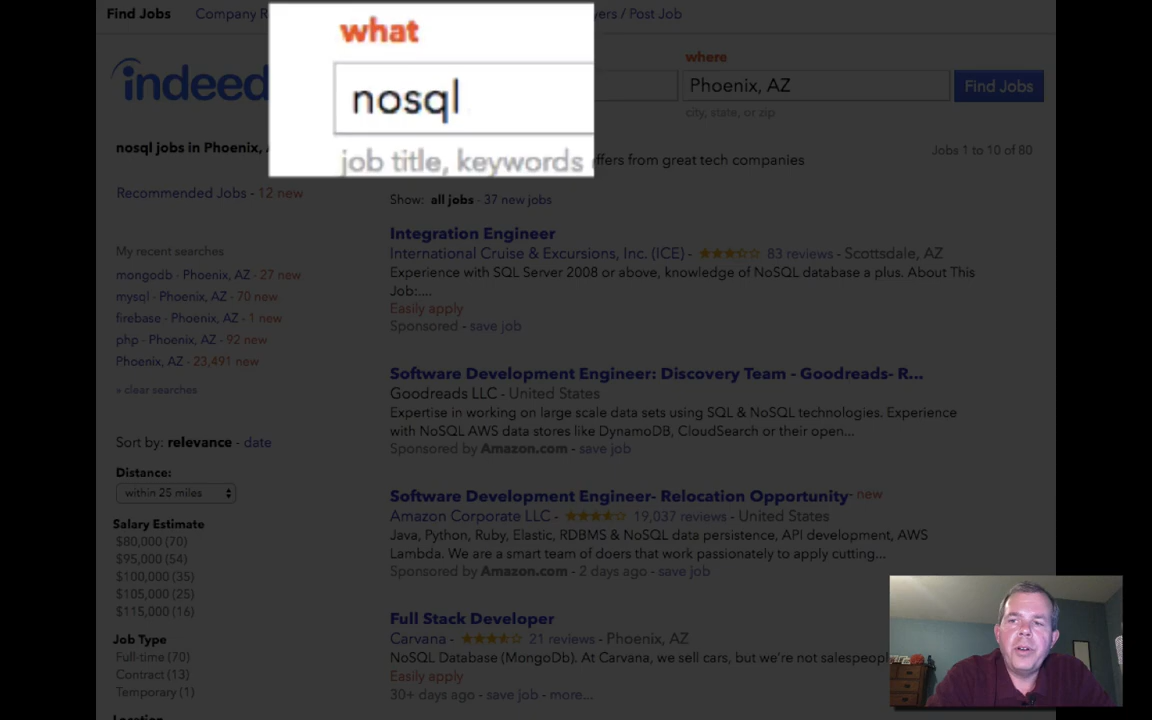 Find Jobs
Company R
yers / Post Job
what
where
indeed
nosql
Phoenix, AZ
Find Jobs
job title, keywords
city, state, or zip
nosql jobs in Phoenix,
ffers from great tech companies
Jobs 1 to 10 of 80
Recommended Jobs - 12 new
Show: all jobs - 37 new jobs
My recent searches
mongodb - Phoenix, AZ - 27 new
mysql - Phoenix, AZ - 70 new
firebase - Phoenix, AZ - 1 new
php - Phoenix, AZ - 92 new
Phoenix, AZ - 23,491 new
» clear searches
Sort by: relevance - date
Distance:
within 25 miles
Salary Estimate
$80,000 (70)
$95,000 (54)
$100,000 (35)
$105,000 (25)
$115,000 (16)
Job Type
Full-time (70)
Contract (13)
Temporary (1)
Location
Integration Engineer
International Cruise & Excursions, Inc. (ICE) - 83 reviews - Scottsdale, AZ
Experience with SQL Server 2008 or above, knowledge of NoSQL database a plus. About This
Job:....
Easily apply
Sponsored - save job
Software Development Engineer: Discovery Team - Goodreads- R...
Goodreads LLC - United States
Expertise in working on large scale data sets using SQL & NoSQL technologies. Experience
with NoSQL AWS data stores like DynamoDB, CloudSearch or their open...
Sponsored by Amazon.com - save job
Software Development Engineer- Relocation Opportunity - new
Amazon Corporate LLC - 19,037 reviews - United States
Java, Python, Ruby, Elastic, RDBMS & NoSQL data persistence, API development, AWS
Lambda. We are a smart team of doers that work passionately to apply cutting...
Sponsored by Amazon.com - 2 days ago - save job
Full Stack Developer
Carvana - 21 reviews - Phoenix, AZ
NoSQL Database (MongoDb). At Carvana, we sell cars, but we're not salespeopl
Easily apply
30+ days ago - save job - more...